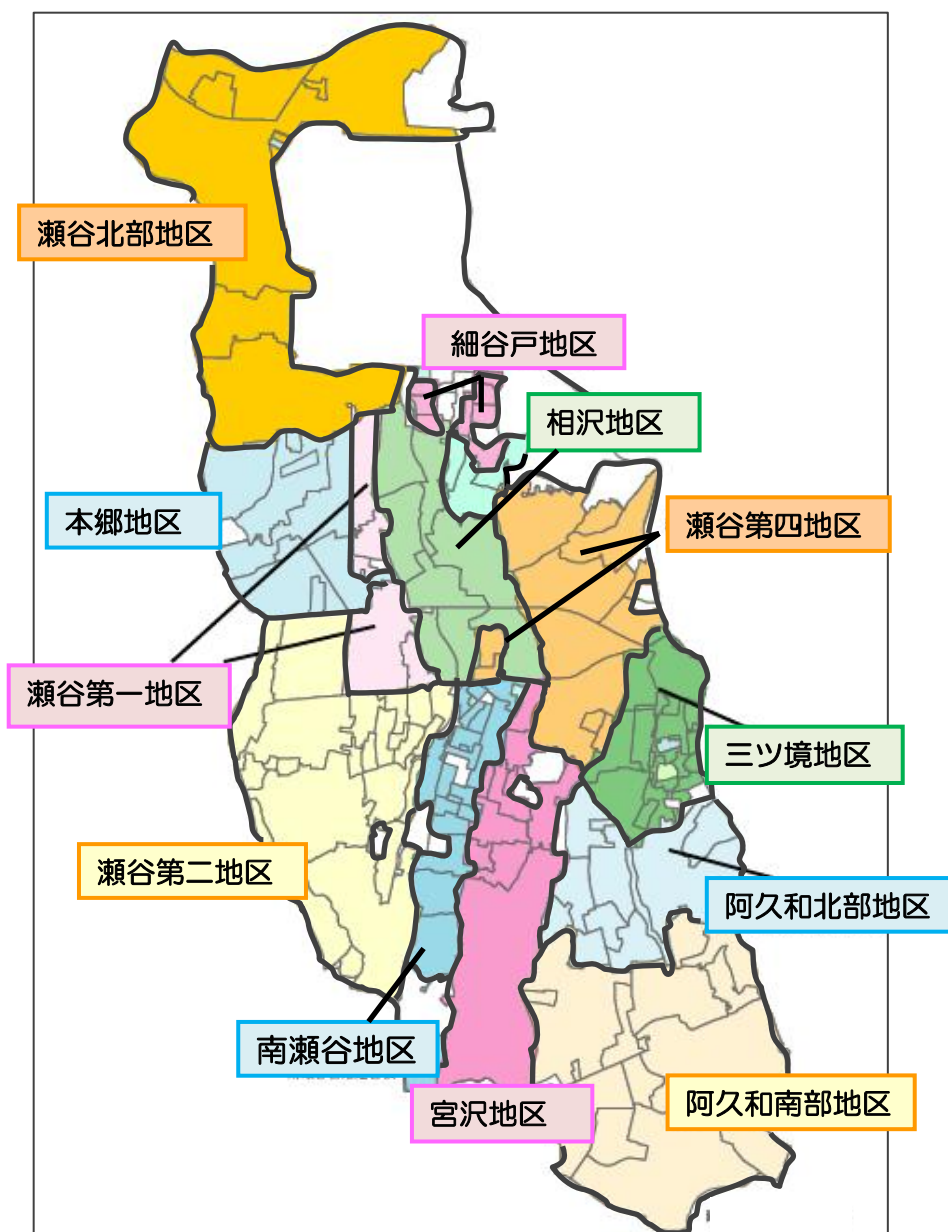 瀬谷北部地区
細谷戸地区
相沢地区
本郷地区
瀬谷第四地区
瀬谷第一地区
三ツ境地区
瀬谷第二地区
阿久和北部地区
南瀬谷地区
宮沢地区
阿久和南部地区